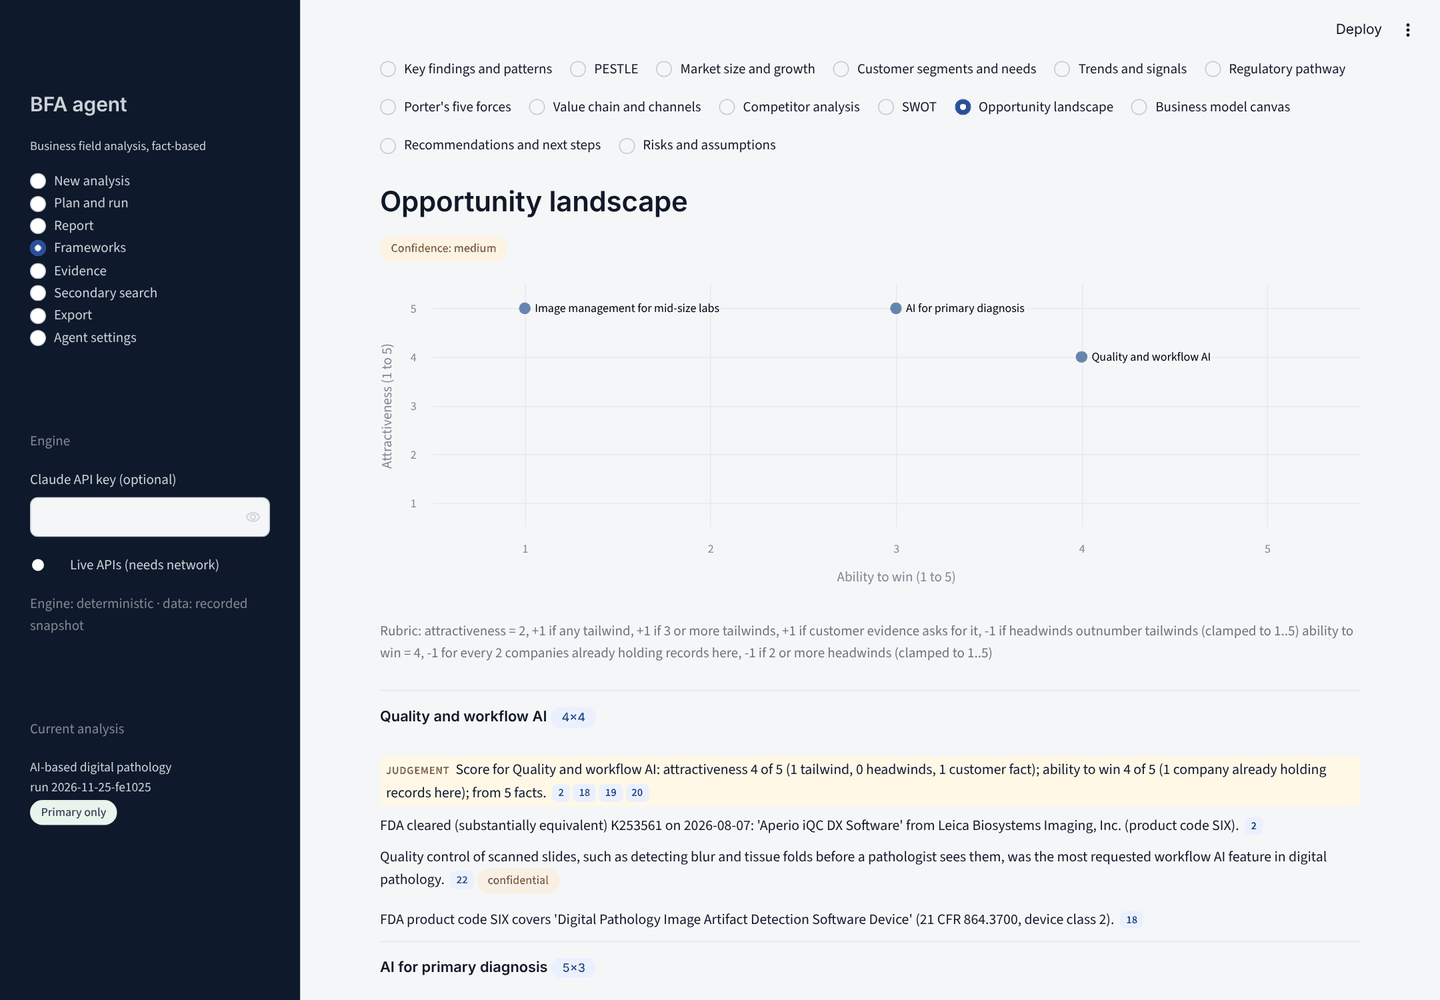 Deploy
BFA agent
Business field analysis, fact-based
New analysis
Plan and run
Report
Frameworks
Evidence
Secondary search
Export
Agent settings
Engine
Claude API key (optional)
Live APIs (needs network)
Engine: deterministic · data: recorded
snapshot
Current analysis
AI-based digital pathology
run 2026-11-25-fe1025
Primary only
Key findings and patterns PESTLE Market size and growth Customer segments and needs Trends and signals Regulatory pathway
Porter's five forces Value chain and channels Competitor analysis SWOT Opportunity landscape Business model canvas
Recommendations and next steps Risks and assumptions
Opportunity landscape
Confidence: medium
Attractiveness (1 to 5)
5 Image management for mid-size labs AI for primary diagnosis
4 Quality and workflow AI
3
2
1
1 2 3 4 5
Ability to win (1 to 5)
Rubric: attractiveness = 2, +1 if any tailwind, +1 if 3 or more tailwinds, +1 if customer evidence asks for it, -1 if headwinds outnumber tailwinds (clamped to 1..5) ability to
win = 4, -1 for every 2 companies already holding records here, -1 if 2 or more headwinds (clamped to 1..5)
Quality and workflow AI 4×4
JUDGEMENT Score for Quality and workflow AI: attractiveness 4 of 5 (1 tailwind, 0 headwinds, 1 customer fact); ability to win 4 of 5 (1 company already holding
records here); from 5 facts. 2 18 19 20
FDA cleared (substantially equivalent) K253561 on 2026-08-07: 'Aperio iQC DX Software' from Leica Biosystems Imaging, Inc. (product code SIX). 2
Quality control of scanned slides, such as detecting blur and tissue folds before a pathologist sees them, was the most requested workflow AI feature in digital
pathology. 22 confidential
FDA product code SIX covers 'Digital Pathology Image Artifact Detection Software Device' (21 CFR 864.3700, device class 2). 18
AI for primary diagnosis 5×3